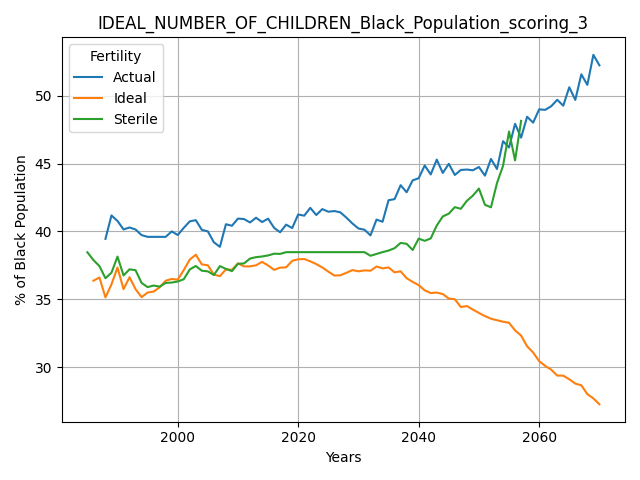 IDEAL_NUMBER_OF_CHILDREN_Black_Population_scoring_3
Fertility
Actual
Ideal
Sterile
% of Black Population
50
45
40
35
30
2000
2020
2040
2060
Years